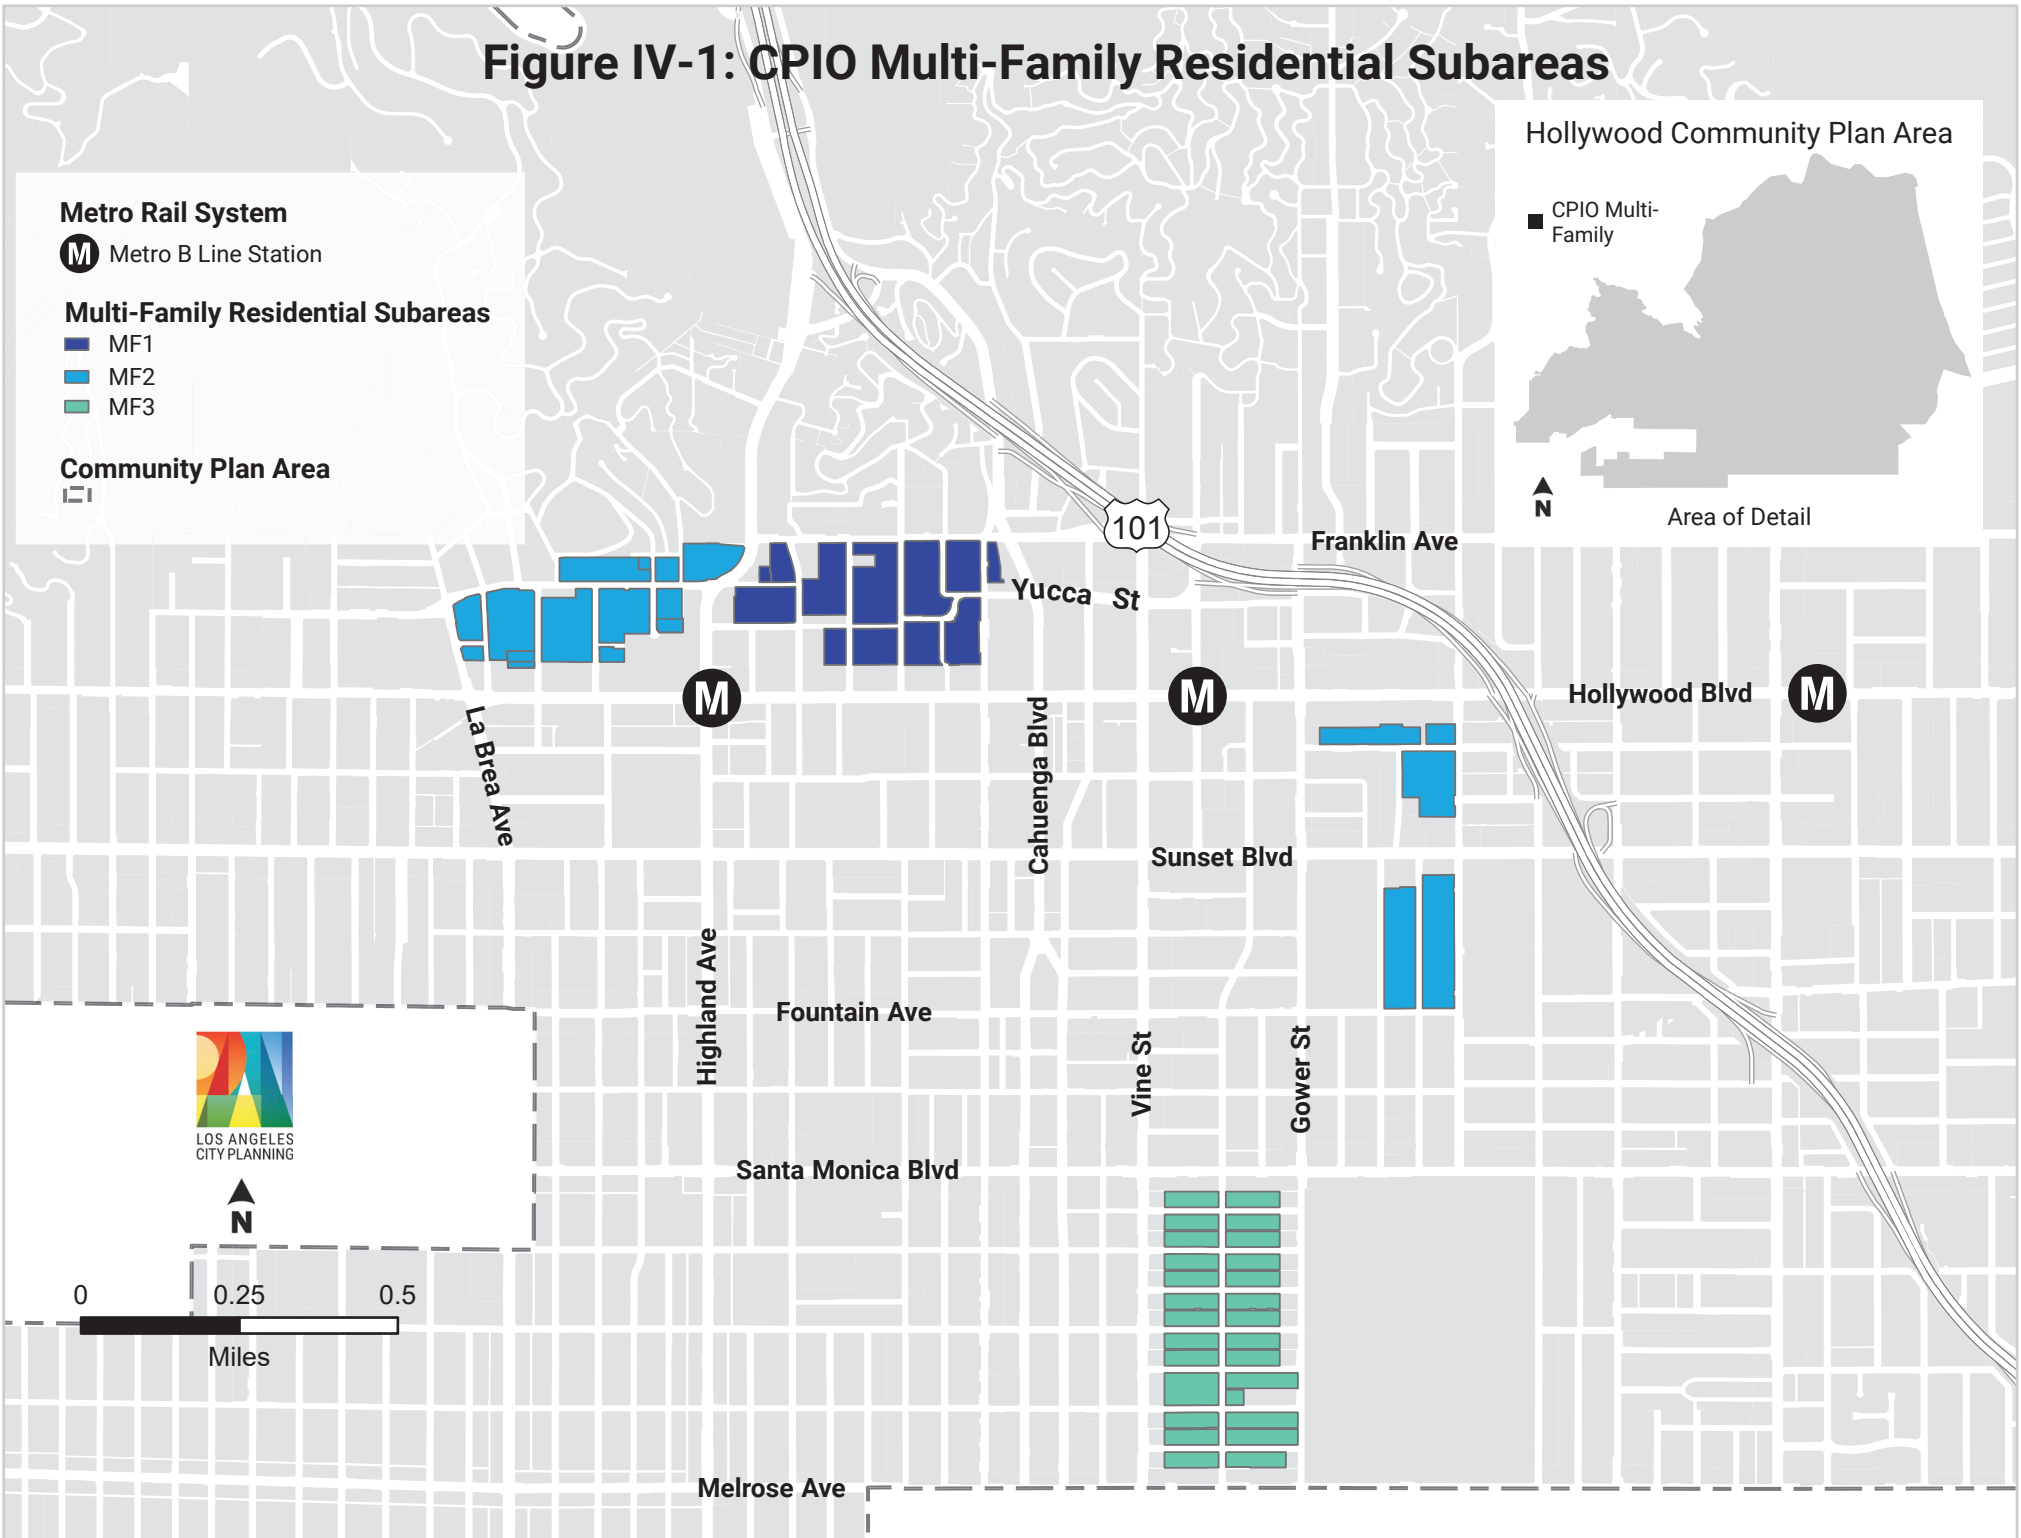 Figure IV-1: CPIO Multi-Family Residential Subareas
Hollywood Community Plan Area
CPIO Multi-
Family
N
Area of Detail
Metro Rail System
M Metro B Line Station
Multi-Family Residential Subareas
MF1
MF2
MF3
Community Plan Area
101
Franklin Ave
Yucca St
M
M
Hollywood Blvd
M
La Brea Ave
Cahuenga Blvd
Sunset Blvd
Highland Ave
Fountain Ave
Vine St
Gower St
LOS ANGELES
CITY PLANNING
Santa Monica Blvd
N
0 0.25 0.5
Miles
Melrose Ave